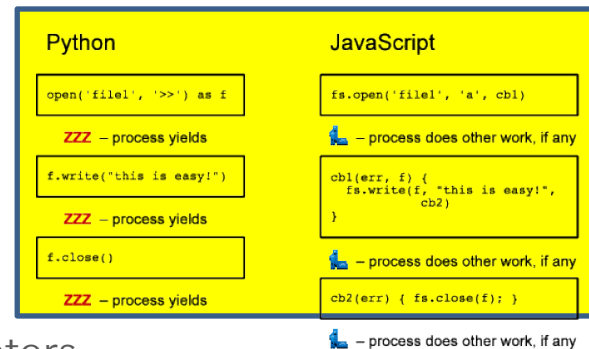 Python
open('file1', '>>') as f
ZZZ – process yields
f.write("this is easy!")
ZZZ – process yields
f.close()
ZZZ – process yields
JavaScript
fs.open('file1', 'a', cb1)
– process does other work, if any
cb1(err, f) {
fs.write(f, "this is easy!",
cb2)
}
– process does other work, if any
cb2(err) { fs.close(f); }
– process does other work, if any